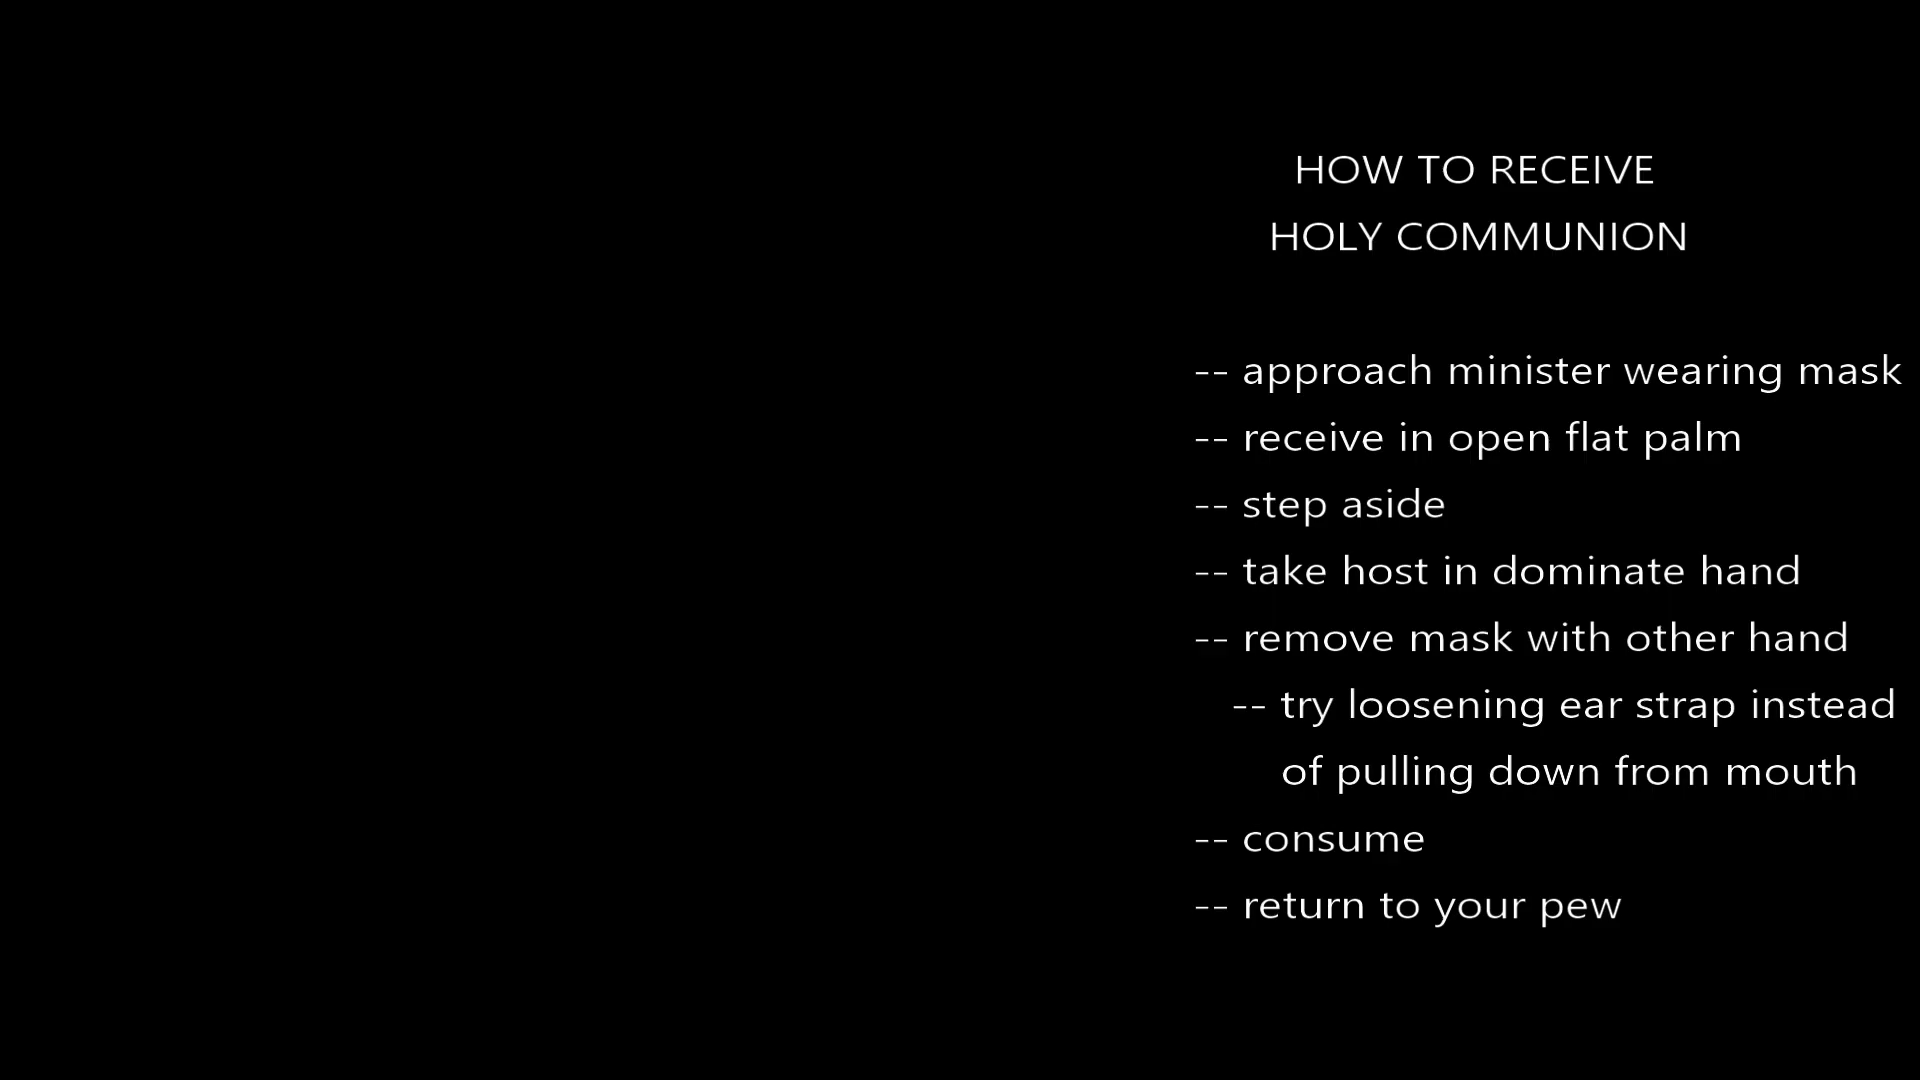 HOW TO RECEIVE
HOLY COMMUNION
-- approach minister wearing mask
-- receive in open flat palm
-- step aside
-- take host in dominate hand
-- remove mask with other hand
-- try loosening ear strap instead
of pulling down from mouth
-- consume
-- return to your pew